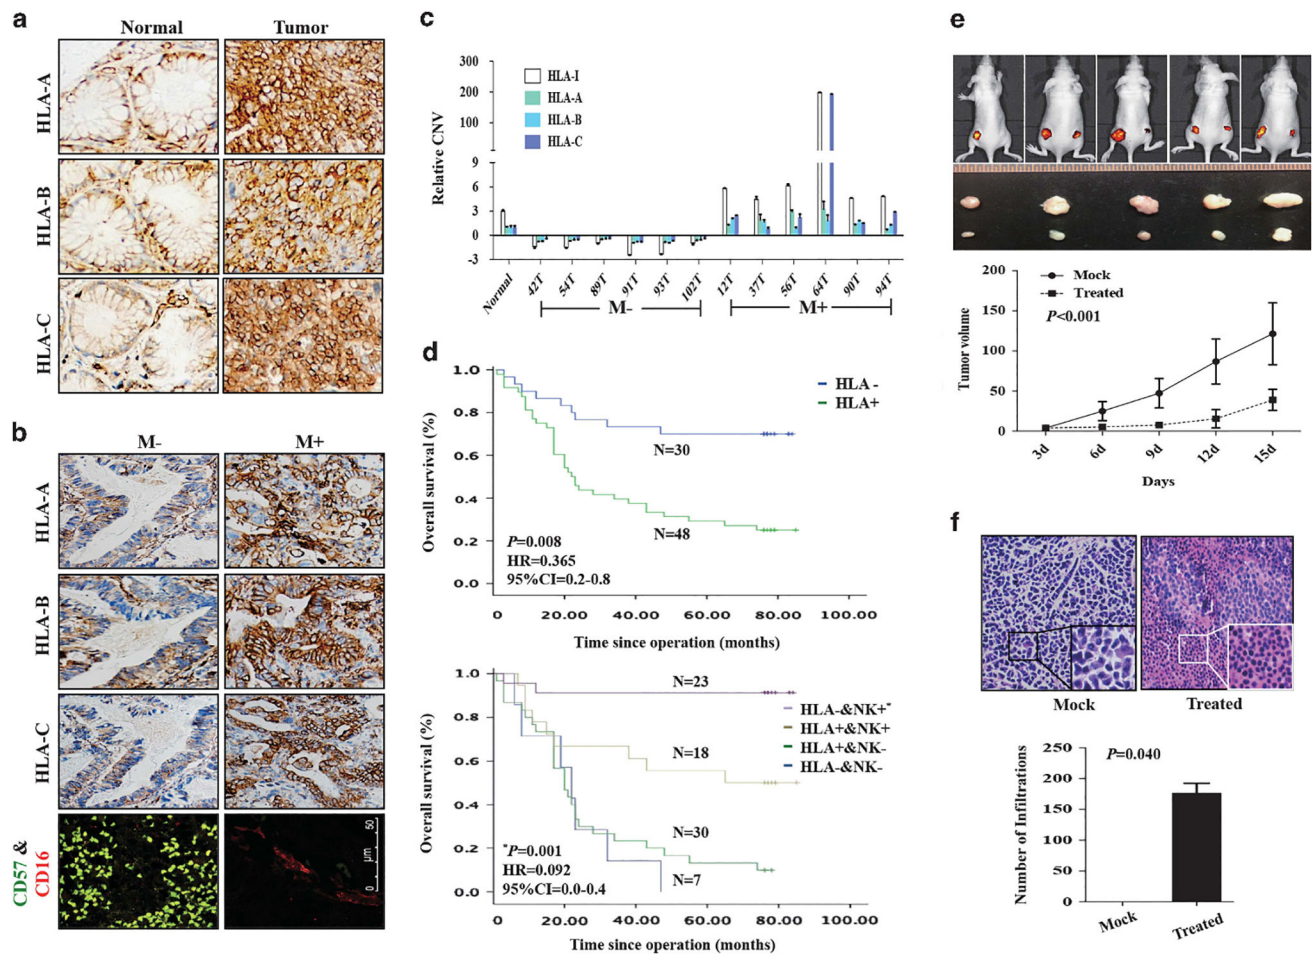 a
Normal
Tumor
HLA-A
HLA-B
HLA-C
b
M-
M+
HLA-A
HLA-B
HLA-C
CD57 &
CD16
50
µm
0
c
Relative CNV
300
200
100
9
6
3
0
-3
HLA-I
HLA-A
HLA-B
HLA-C
Normal
42T
54T
89T
91T
93T
102T
12T
37T
56T
64T
90T
94T
M-
M+
d
Overall survival (%)
1.0
0.8
0.6
0.4
0.2
0.0
HLA -
HLA+
N=30
N=48
P=0.008
HR=0.365
95%CI=0.2-0.8
20.00
40.00
60.00
80.00
100.00
Time since operation (months)
Overall survival (%)
1.0
0.8
0.6
0.4
0.2
0.0
N=23
HLA-&NK+*
HLA+&NK+
HLA+&NK-
HLA-&NK-
N=18
N=30
N=7
*P=0.001
HR=0.092
95%CI=0.0-0.4
0.00
20.00
40.00
60.00
80.00
100.00
Time since operation (months)
e
Tumor volume
200
150
100
50
0
Mock
Treated
P<0.001
3d
6d
9d
12d
15d
Days
f
Mock
Treated
Number of Infiltrations
250
200
150
100
50
0
P=0.040
Mock
Treated